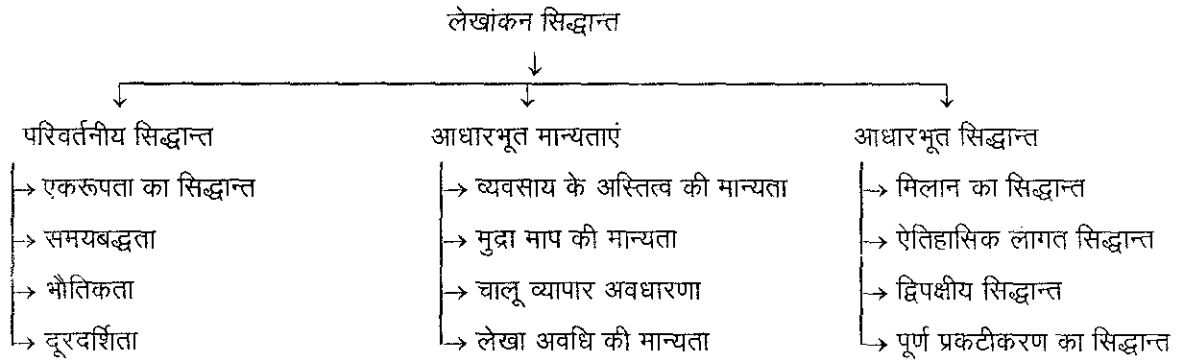 लेखांकन सिद्धान्त
परिवर्तनीय सिद्धान्त
एकरूपता का सिद्धान्त
समयबद्धता
भौतिकता
दूरदर्शिता
आधारभूत मान्यताएं
व्यवसाय के अस्तित्व की मान्यता
मुद्रा माप की मान्यता
चालू व्यापार अवधारणा
लेखा अवधि की मान्यता
आधारभूत सिद्धान्त
मिलान का सिद्धान्त
ऐतिहासिक लागत सिद्धान्त
द्विपक्षीय सिद्धान्त
पूर्ण प्रकटीकरण का सिद्धान्त